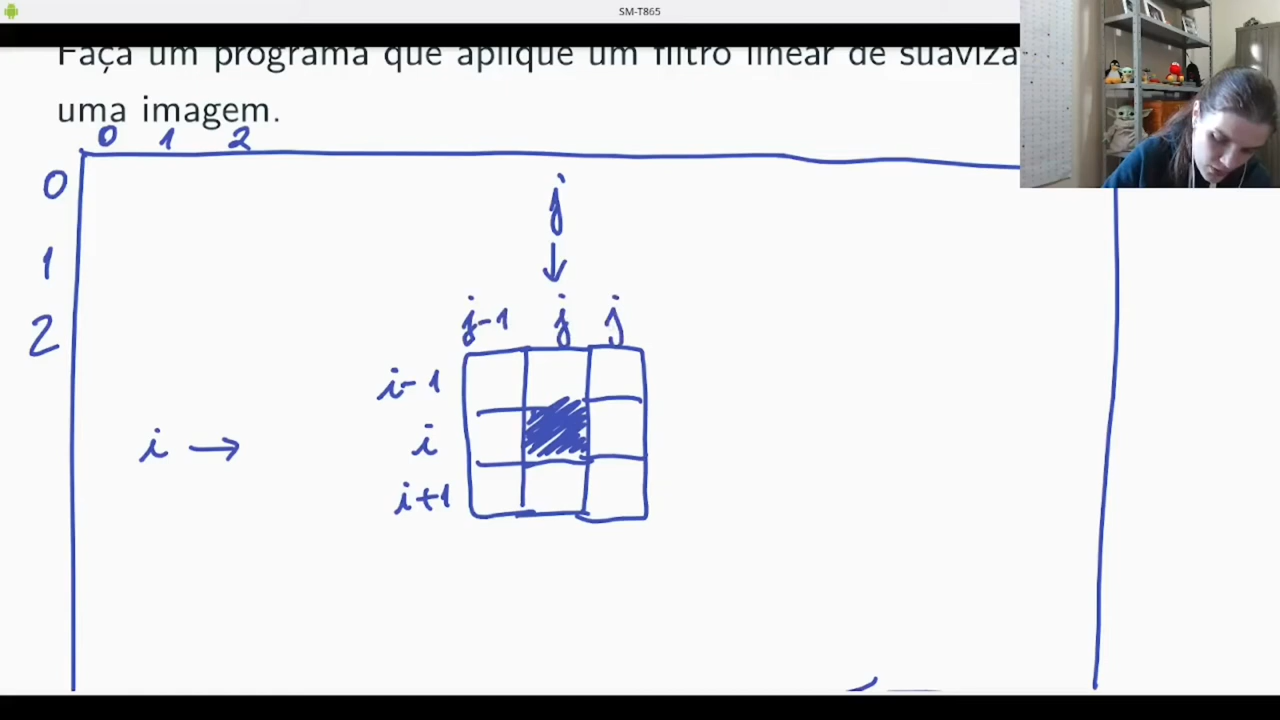 SM-T865
Faça um programa que aplique um filtro linear de suaviza
uma imagem.
0 1 2
0
j
1
2
j-1 j j
i-1
i → i
i+1